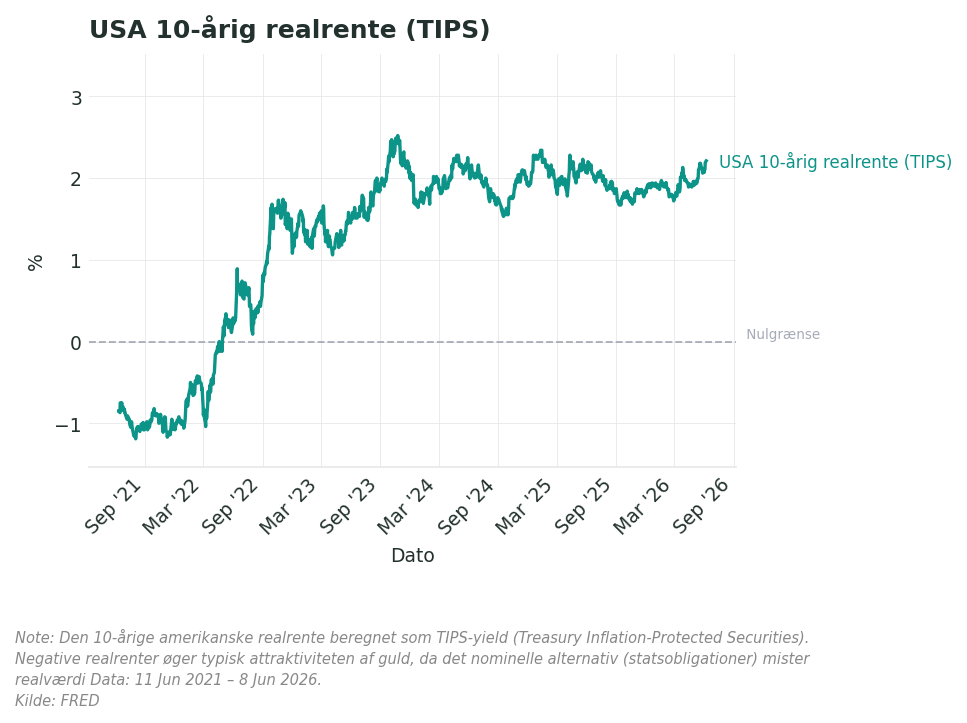 USA 10-årig realrente (TIPS)
3
2
1
0
−1
%
USA 10-årig realrente (TIPS)
Nulgrænse
Sep '21
Mar '22
Sep '22
Mar '23
Sep '23
Mar '24
Sep '24
Mar '25
Sep '25
Mar '26
Sep '26
Dato
Note: Den 10-årige amerikanske realrente beregnet som TIPS-yield (Treasury Inflation-Protected Securities).
Negative realrenter øger typisk attraktiviteten af guld, da det nominelle alternativ (statsobligationer) mister
realværdi Data: 11 Jun 2021 – 8 Jun 2026.
Kilde: FRED